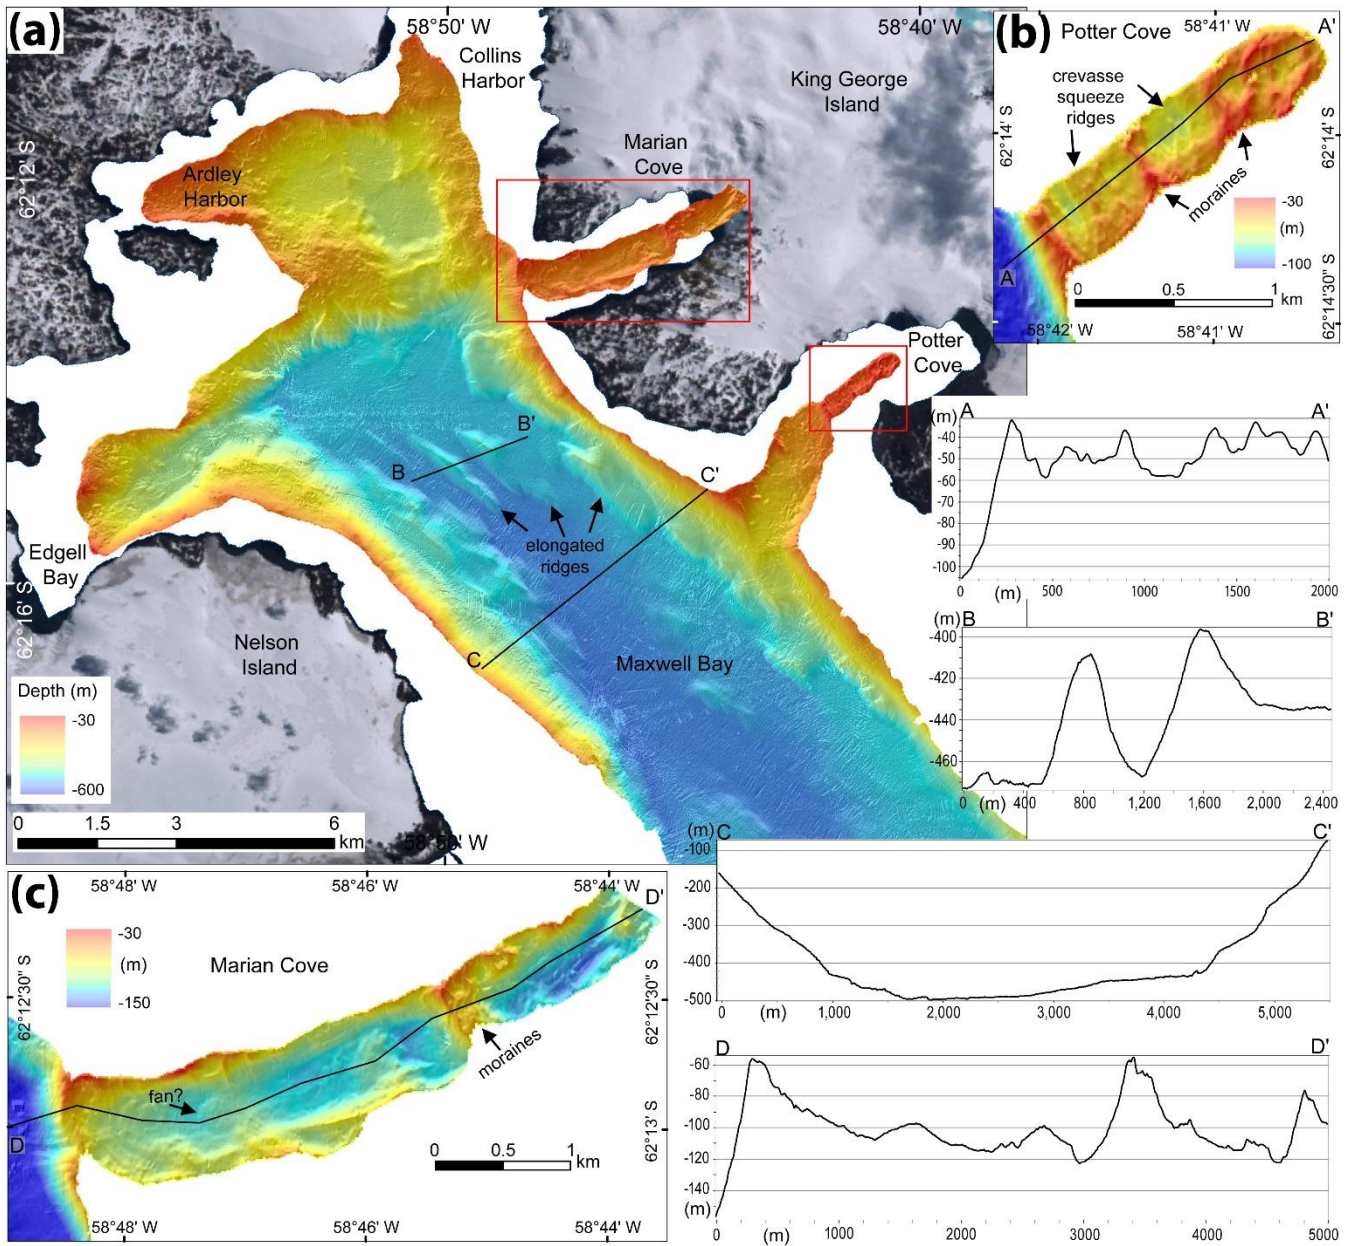 (a)
58°50' W
58°40' W
Collins
Harbor
King George
Island
Marian
Cove
62°12' S
Ardley
Harbor
Potter
Cove
B'
B
C'
elongated
ridges
Edgell
Bay
62°16' S
Nelson
Island
C
Maxwell Bay
Depth (m)
-30
-600
0
1.5
3
6
km
58°50' W
(b)
Potter Cove
58°41' W
A'
crevasse
squeeze
ridges
62°14' S
62°14' S
moraines
-30
(m)
-100
A
0
0.5
1
km
62°14'30" S
58°42' W
58°41' W
(m)
A
A'
-40
-50
-60
-70
-80
-90
-100
0
(m)
500
1000
1500
2000
(m)
B
B'
-400
-420
-440
-460
0
(m)
400
800
1,200
1,600
2,000
2,400
(m)
C
C'
-100
-200
-300
-400
-500
0
(m)
1,000
2,000
3,000
4,000
5,000
(c)
58°48' W
58°46' W
58°44' W
D'
-30
(m)
-150
Marian Cove
62°12'30" S
62°12'30" S
moraines
fan?
D
0
0.5
1
km
62°13' S
58°48' W
58°46' W
58°44' W
D
D'
-60
-80
-100
-120
-140
(m)
0
1000
2000
3000
4000
5000